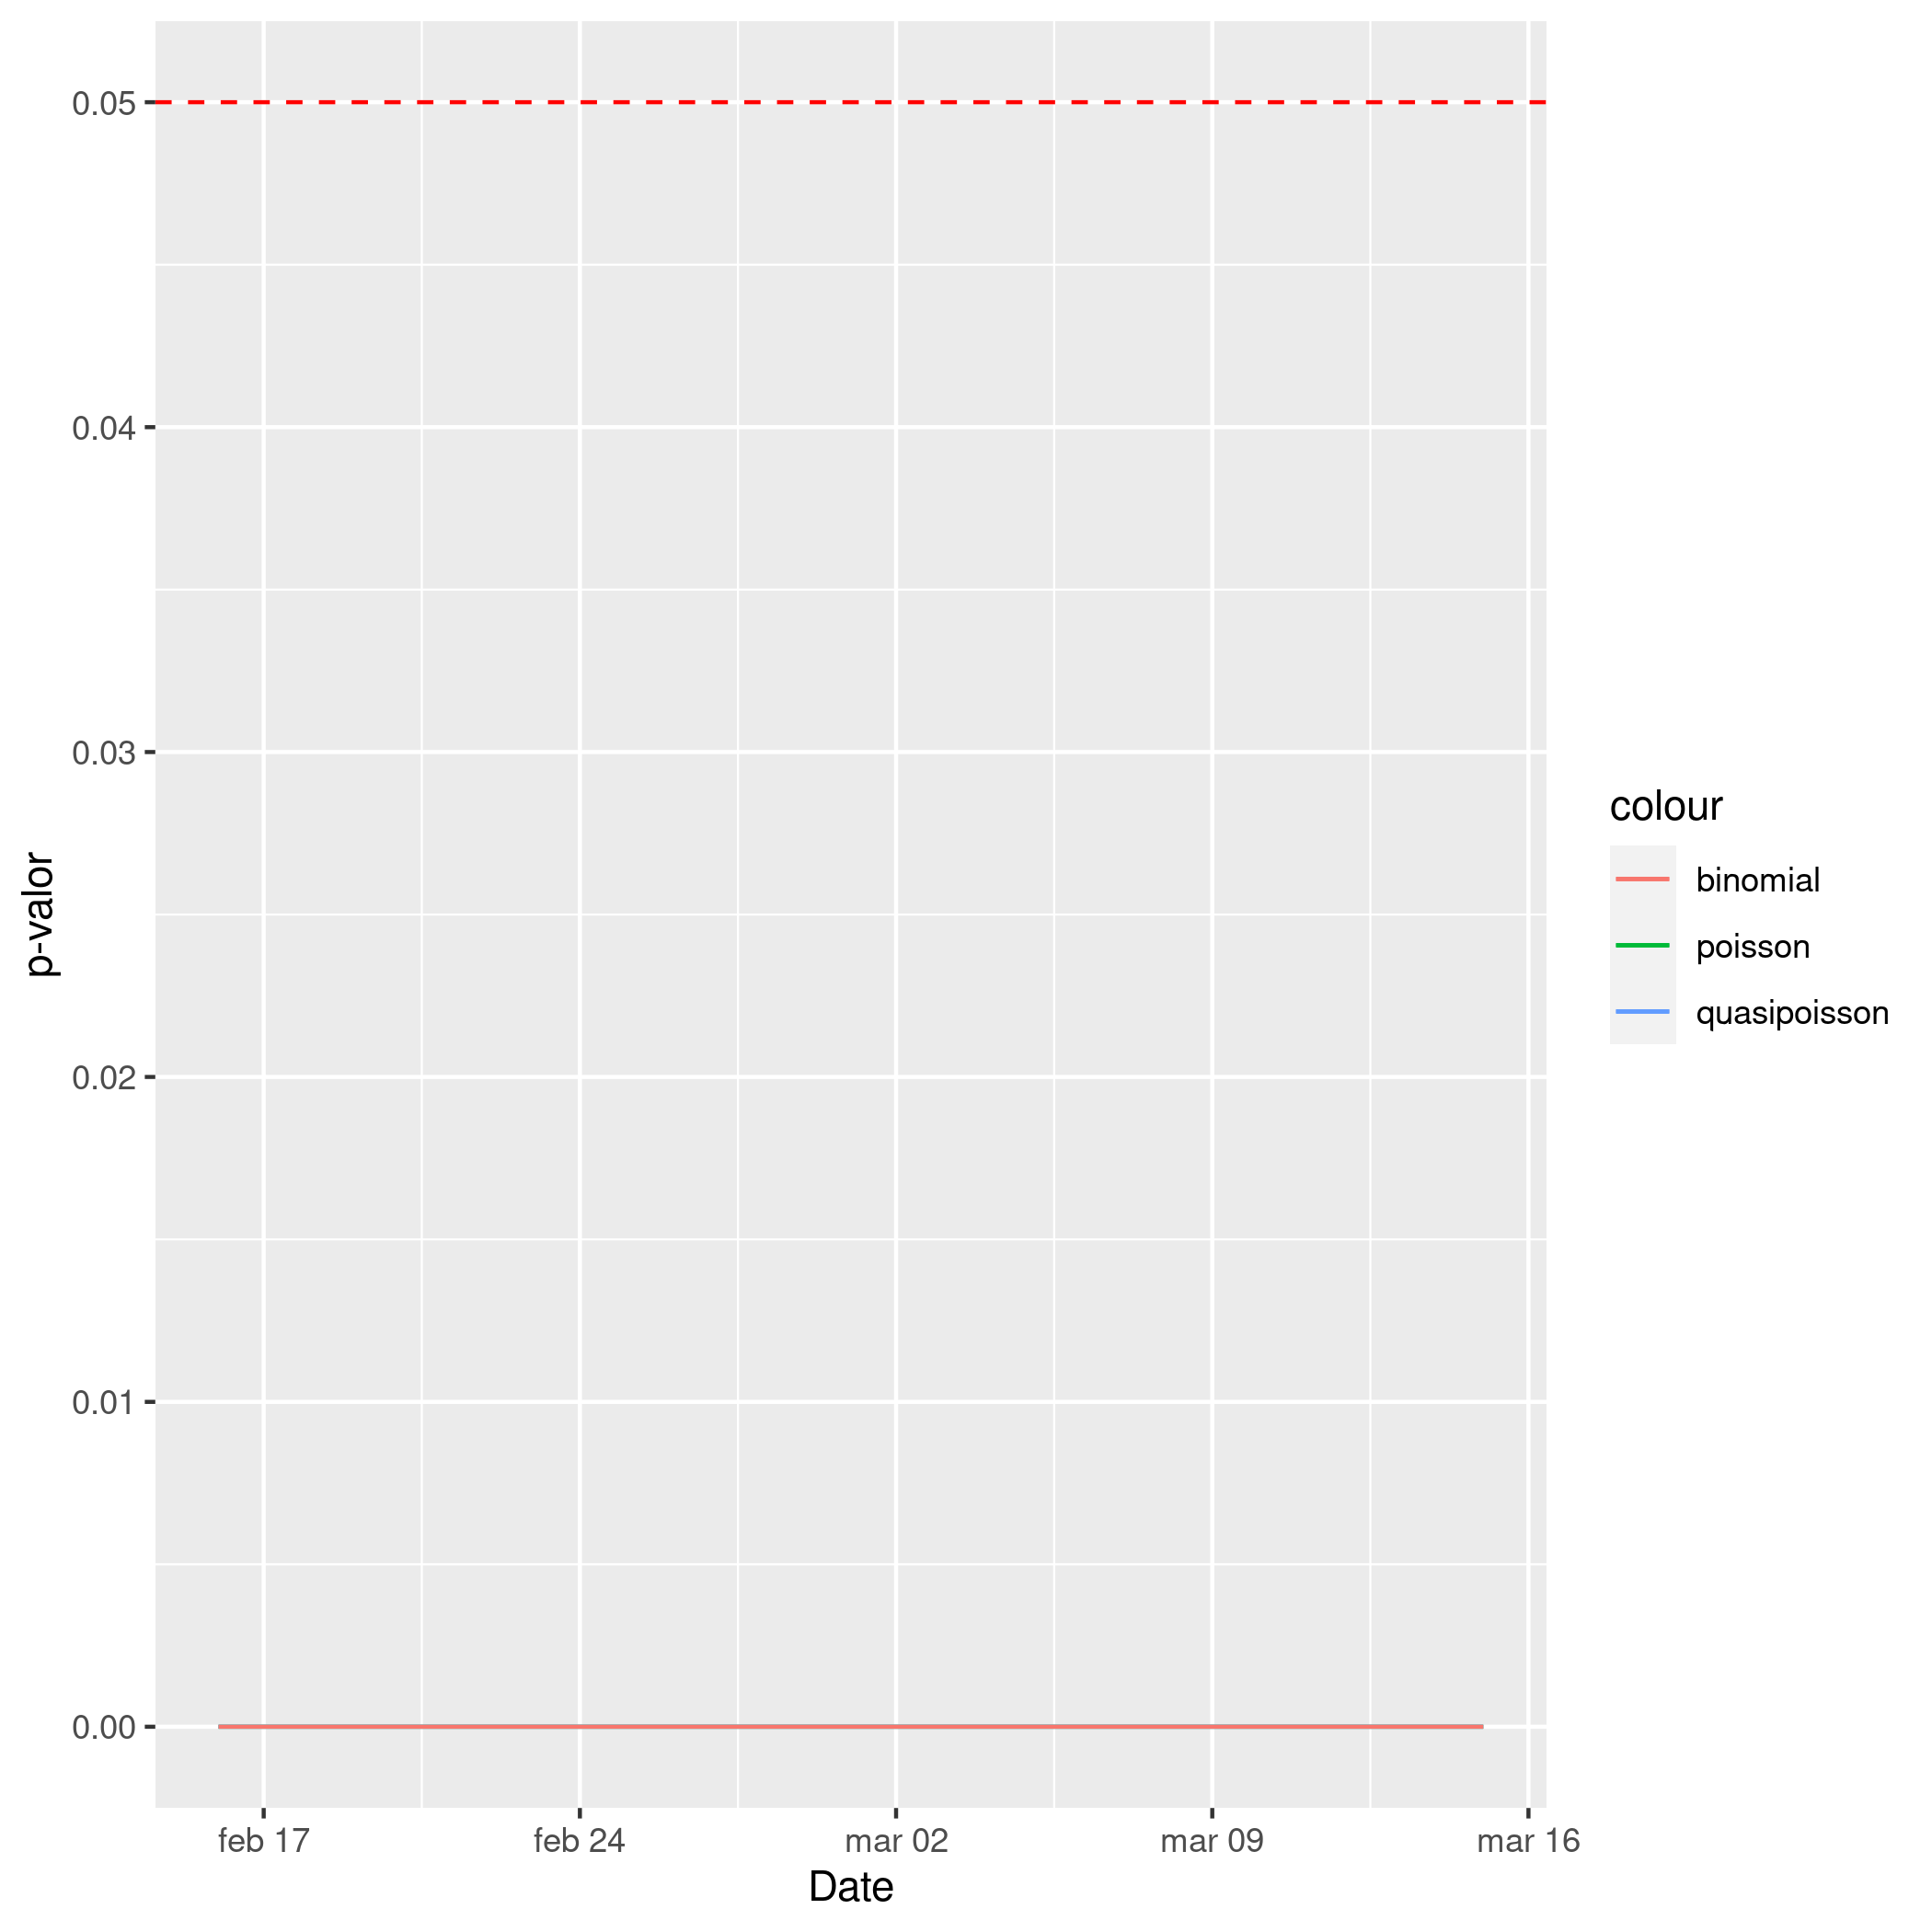 0.05
0.04
0.03
0.02
0.01
0.00
p-valor
feb 17
feb 24
mar 02
mar 09
mar 16
Date
colour
binomial
poisson
quasipoisson